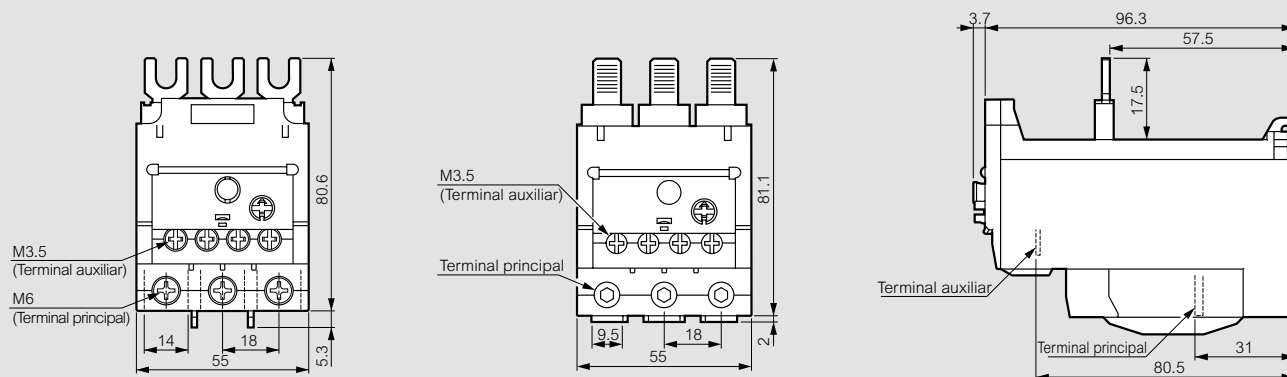 80.6
M3.5
(Terminal auxiliar)
M6
(Terminal principal)
14
18
55
5.3
81.1
M3.5
(Terminal auxiliar)
Terminal principal
9.5
18
2
55
3.7
96.3
57.5
17.5
Terminal auxiliar
Terminal principal
31
80.5